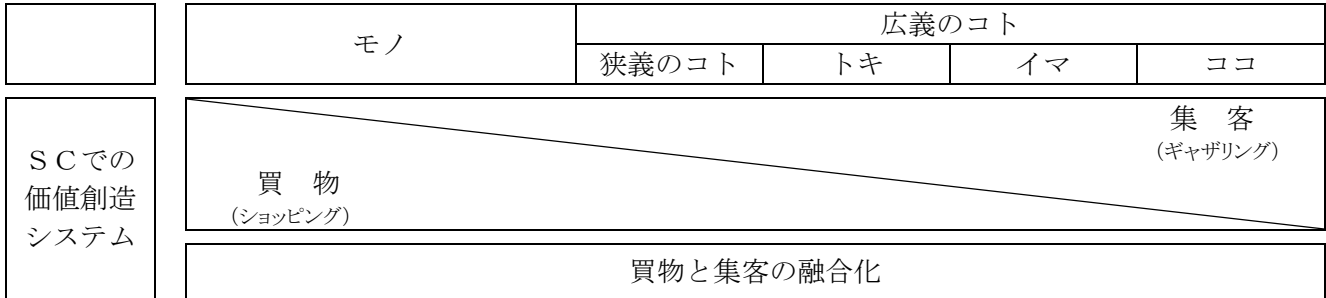 モノ
広義のコト
狭義のコト
トキ
イマ
ココ
ＳＣでの
価値創造
システム
集　客
(ギャザリング)
買　物
(ショッピング)
買物と集客の融合化